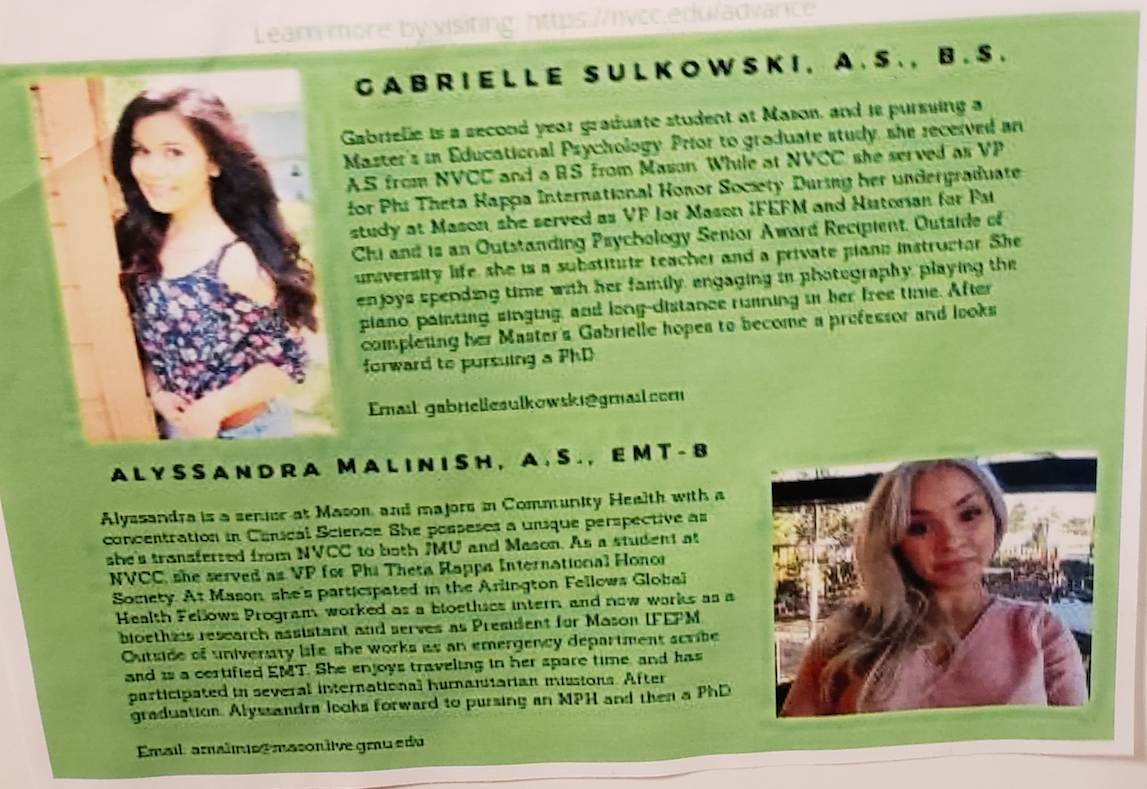 Learn more by visiting: https://nvcc.edu/advance
GABRIELLE SULKOWSKI, A.S., B.S.
Gabrielle is a second year graduate student at Mason, and is pursuing a
Master's in Educational Psychology. Prior to graduate study, she received an
A.S from NVCC and a B.S from Mason. While at NVCC, she served as VP
for Phi Theta Kappa International Honor Society. During her undergraduate
study at Mason, she served as VP for Mason IFEPM and Historian for Psi
Chi and is an Outstanding Psychology Senior Award Recipient. Outside of
university life, she is a substitute teacher and a private piano instructor. She
enjoys spending time with her family, engaging in photography, playing the
piano, painting, singing, and long-distance running in her free time. After
completing her Master's, Gabrielle hopes to become a professor and looks
forward to pursuing a PhD.
Email: gabriellesulkowski@gmail.com
ALYSSANDRA MALINISH, A.S., EMT-B
Alyssandra is a senior at Mason, and majors in Community Health with a
concentration in Clinical Science. She posseses a unique perspective as
she's transferred from NVCC to both JMU and Mason. As a student at
NVCC, she served as VP for Phi Theta Kappa International Honor
Society. At Mason, she's participated in the Arlington Fellows Global
Health Fellows Program, worked as a bioethics intern and now works as a
bioethics research assistant and serves as President for Mason IFEPM.
Outside of university life, she works as an emergency department scribe
and is a certified EMT. She enjoys traveling in her spare time, and has
participated in several international humanitarian missions. After
graduation, Alyssandra looks forward to pursing an MPH and then a PhD.
Email: amalinis@masonlive.gmu.edu